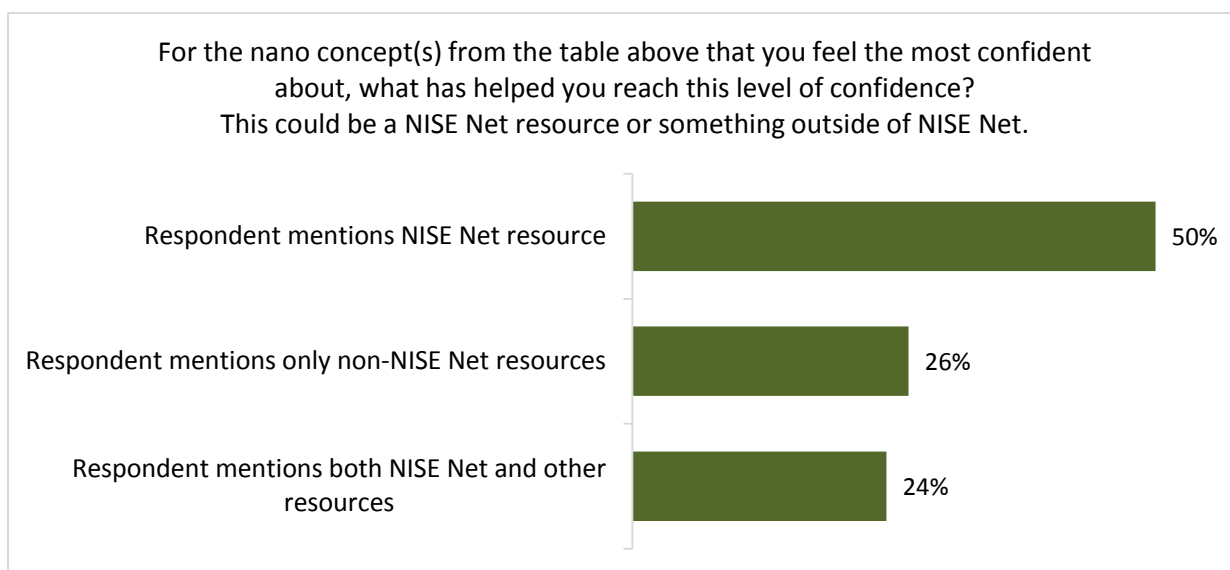 For the nano concept(s) from the table above that you feel the most confident
about, what has helped you reach this level of confidence?
This could be a NISE Net resource or something outside of NISE Net.
Respondent mentions NISE Net resource
50%
Respondent mentions only non-NISE Net resources
26%
Respondent mentions both NISE Net and other
resources
24%